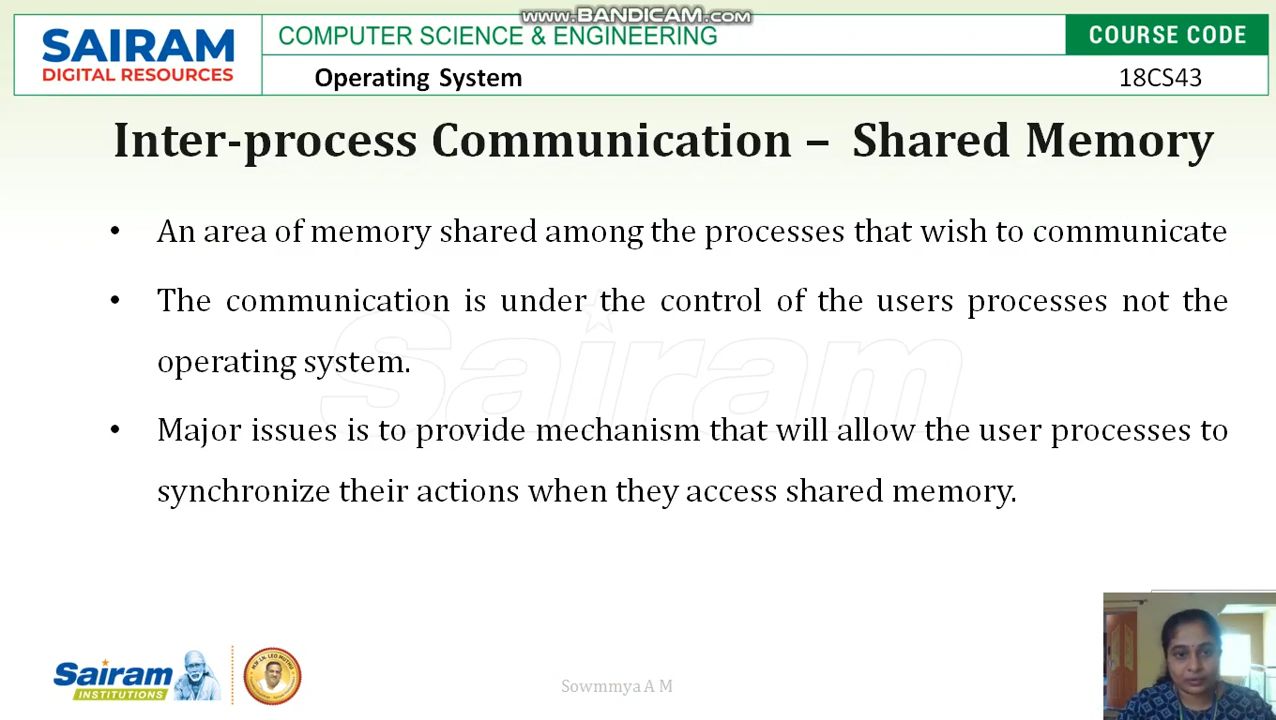 www.BANDICAM.com
SAIRAM
DIGITAL RESOURCES
COMPUTER SCIENCE & ENGINEERING
COURSE CODE
Operating System
18CS43
Inter-process Communication – Shared Memory
• An area of memory shared among the processes that wish to communicate
• The communication is under the control of the users processes not the
operating system.
• Major issues is to provide mechanism that will allow the user processes to
synchronize their actions when they access shared memory.
Sairam
Sairam
INSTITUTIONS
Sowmmya A M